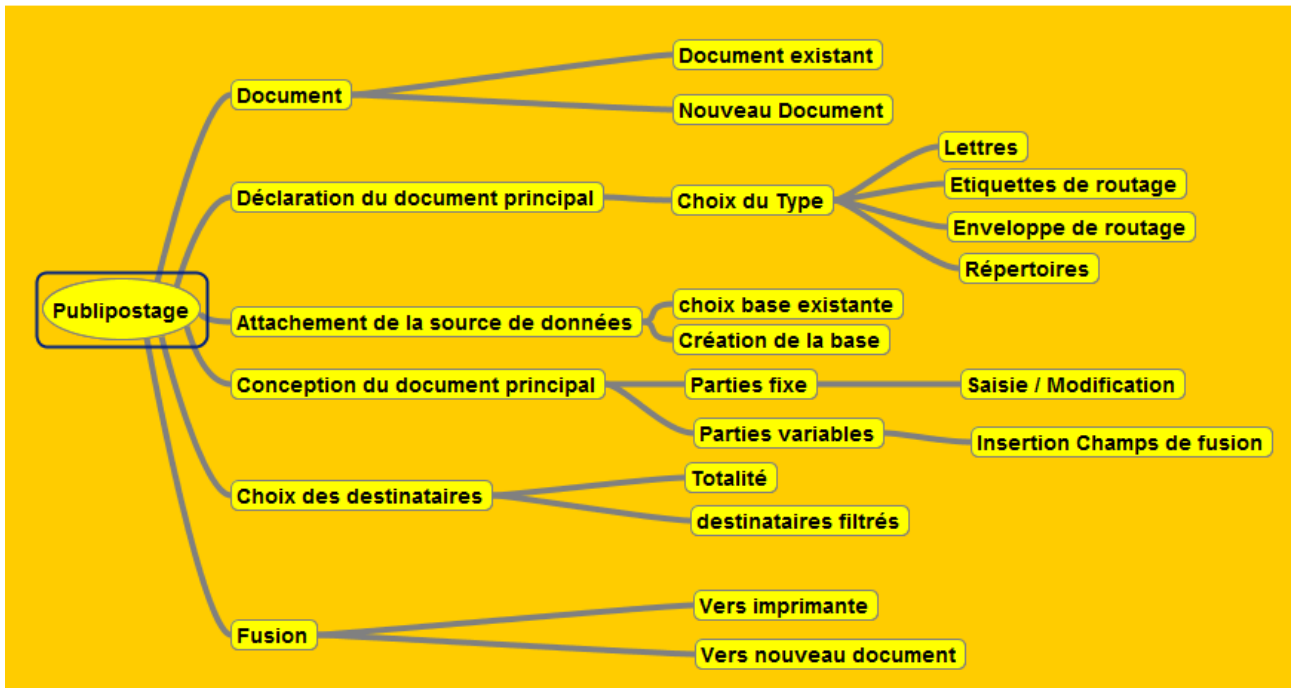 Publipostage
Document
Document existant
Nouveau Document
Déclaration du document principal
Choix du Type
Lettres
Etiquettes de routage
Enveloppe de routage
Répertoires
Attachement de la source de données
choix base existante
Création de la base
Conception du document principal
Parties fixe
Saisie / Modification
Parties variables
Insertion Champs de fusion
Choix des destinataires
Totalité
destinataires filtrés
Fusion
Vers imprimante
Vers nouveau document